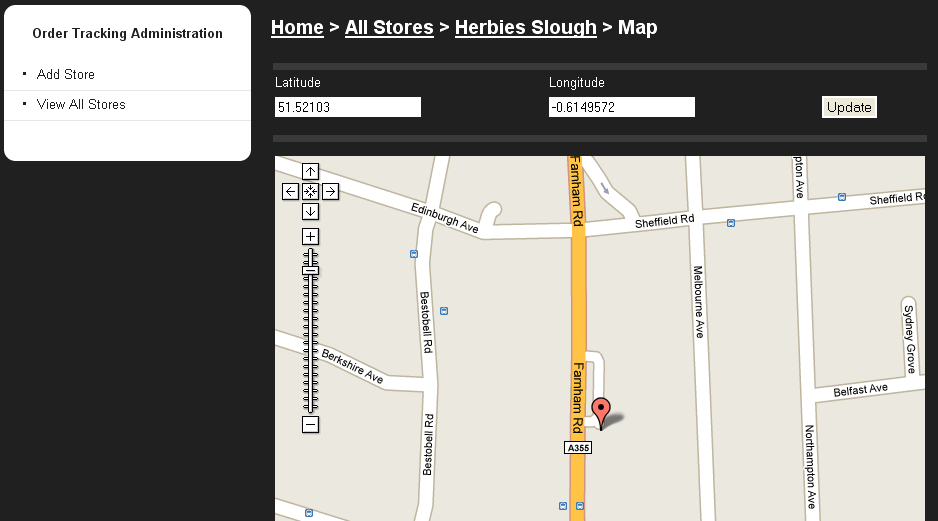 Order Tracking Administration
Add Store
View All Stores
Home > All Stores > Herbies Slough > Map
Latitude
Longitude
51.52103
-0.6149572
Update
Farnham Rd
pton Ave
Edinburgh Ave
Sheffield Rd
Sheffield Rd
Bestobell Rd
Melbourne Ave
Sydney Grove
Berkshire Ave
Farnham Rd
Belfast Ave
Bestobell Rd
A355
Northampton Ave